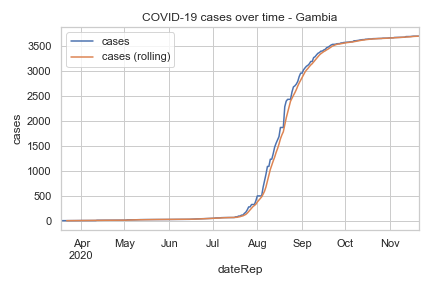 COVID-19 cases over time - Gambia
cases
cases (rolling)
3500
3000
2500
2000
1500
1000
500
0
cases
Apr May Jun Jul Aug Sep Oct Nov
2020
dateRep